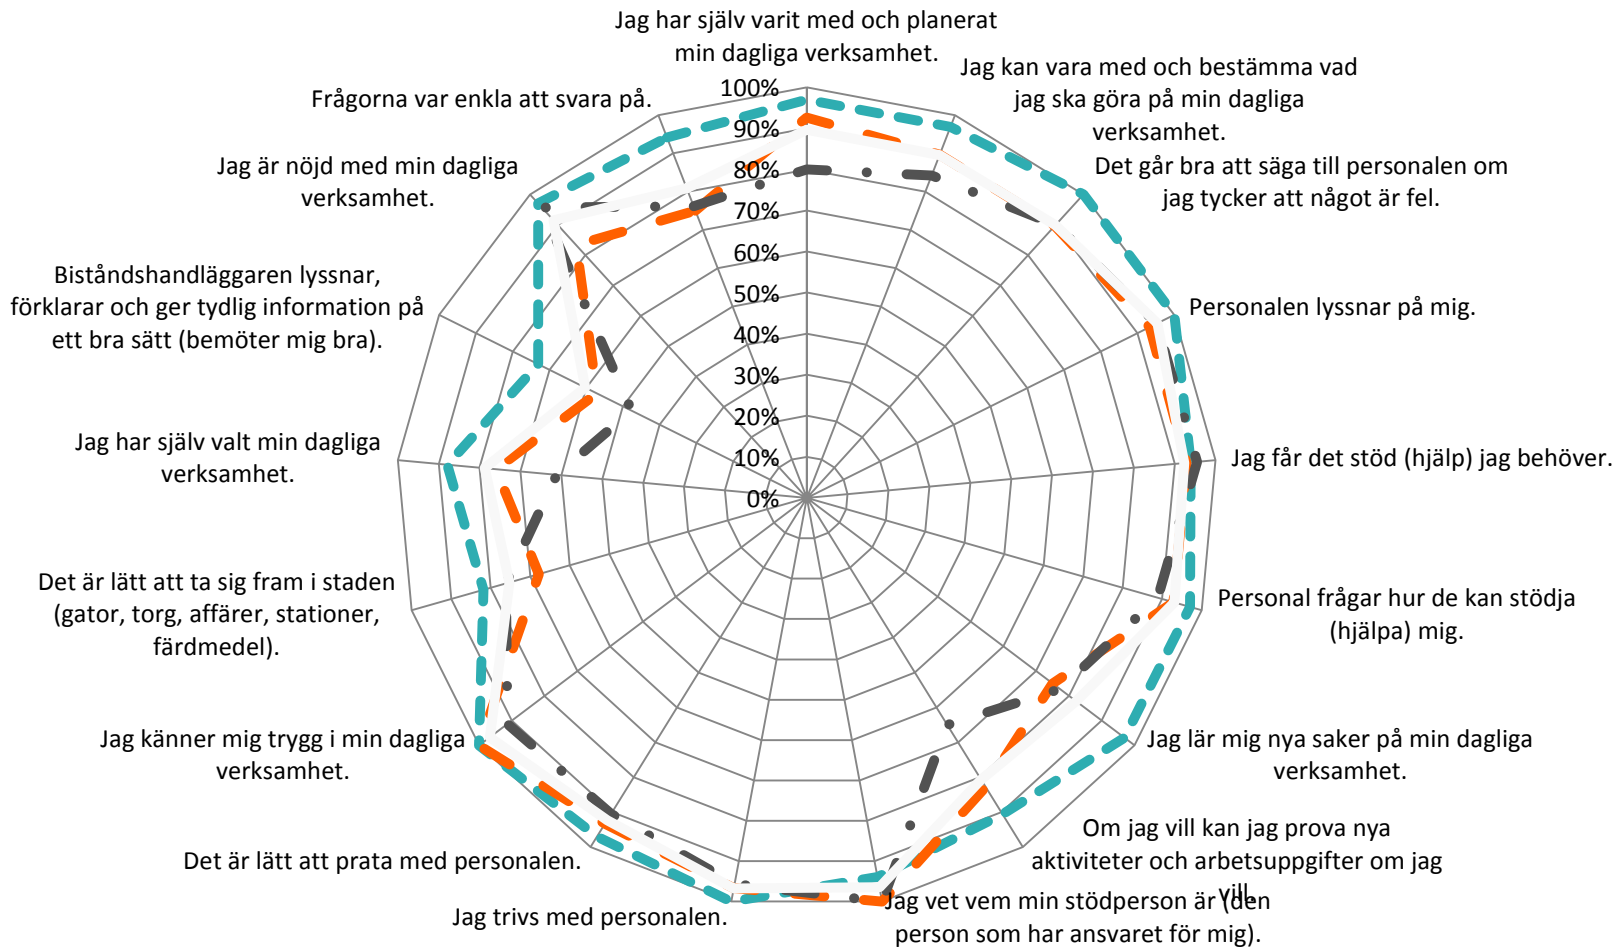 Jag har själv varit med och planerat
min dagliga verksamhet.
Jag kan vara med och bestämma vad
jag ska göra på min dagliga
verksamhet.
Det går bra att säga till personalen om
jag tycker att något är fel.
Personalen lyssnar på mig.
Jag får det stöd (hjälp) jag behöver.
Personal frågar hur de kan stödja
(hjälpa) mig.
Jag lär mig nya saker på min dagliga
verksamhet.
Om jag vill kan jag prova nya
aktiviteter och arbetsuppgifter om jag
vill.
Jag vet vem min stödperson är (den
person som har ansvaret för mig).
Jag trivs med personalen.
Det är lätt att prata med personalen.
Jag känner mig trygg i min dagliga
verksamhet.
Det är lätt att ta sig fram i staden
(gator, torg, affärer, stationer,
färdmedel).
Jag har själv valt min dagliga
verksamhet.
Biståndshandläggaren lyssnar,
förklarar och ger tydlig information på
ett bra sätt (bemöter mig bra).
Jag är nöjd med min dagliga
verksamhet.
Frågorna var enkla att svara på.
100%
90%
80%
70%
60%
50%
40%
30%
20%
10%
0%